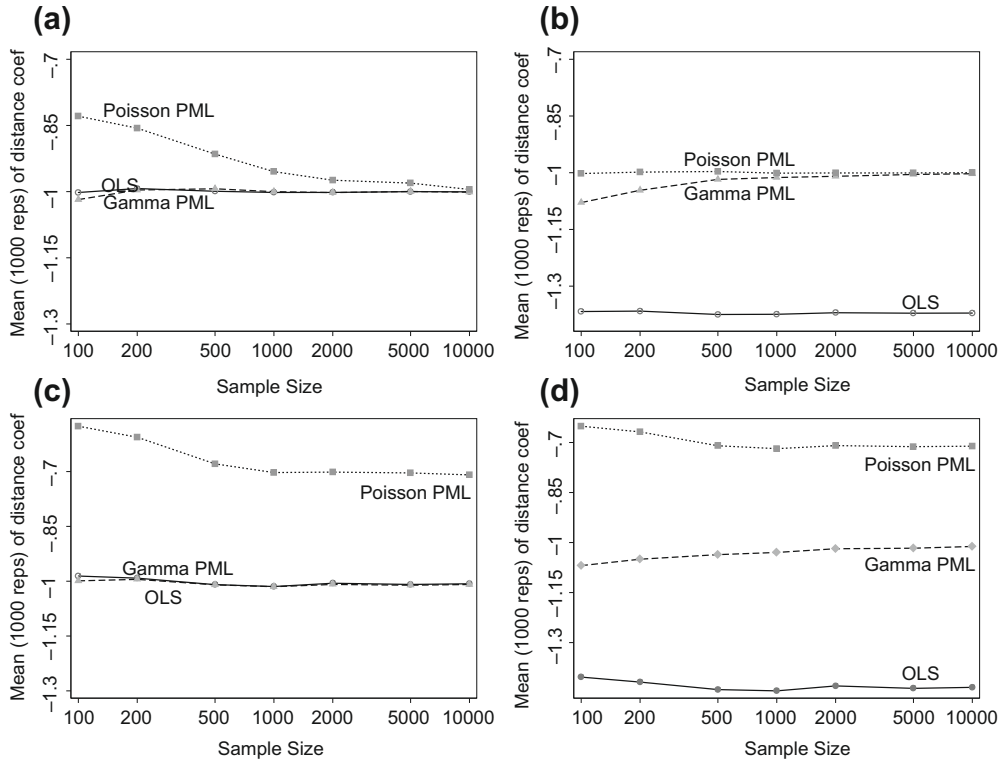 (a)
Mean (1000 reps) of distance coef
−.7
−.85
−1
−1.15
−1.3
Poisson PML
OLS
Gamma PML
100 200 500 1000 2000 5000 10000
Sample Size
(b)
Mean (1000 reps) of distance coef
−.7
−.85
−1
−1.15
−1.3
Poisson PML
Gamma PML
OLS
100 200 500 1000 2000 5000 10000
Sample Size
(c)
Mean (1000 reps) of distance coef
−.7
−.85
−1
−1.15
−1.3
Poisson PML
Gamma PML
OLS
100 200 500 1000 2000 5000 10000
Sample Size
(d)
Mean (1000 reps) of distance coef
−.7
−.85
−1
−1.15
−1.3
Poisson PML
Gamma PML
OLS
100 200 500 1000 2000 5000 10000
Sample Size